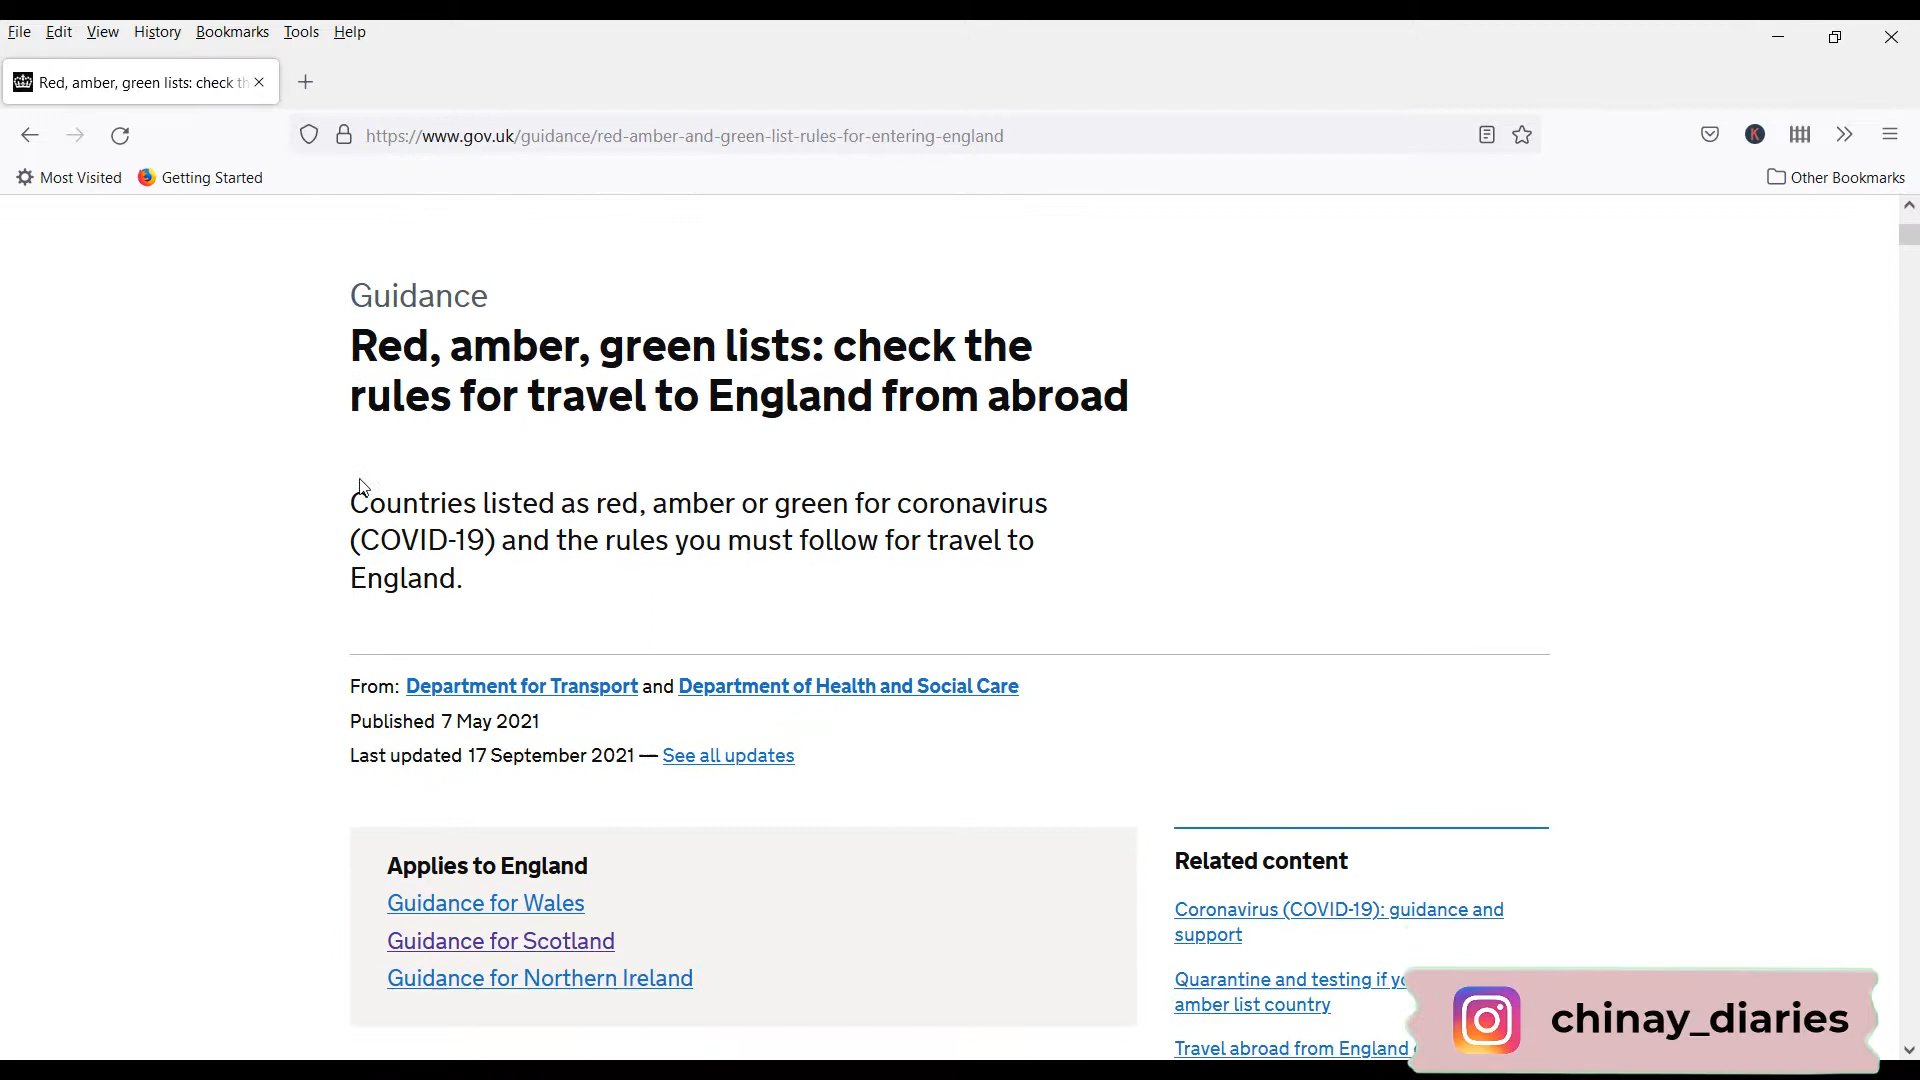 File Edit View History Bookmarks Tools Help
Red, amber, green lists: check th
https://www.gov.uk/guidance/red-amber-and-green-list-rules-for-entering-england
K
Most Visited Getting Started Other Bookmarks
Guidance
Red, amber, green lists: check the
rules for travel to England from abroad
Countries listed as red, amber or green for coronavirus
(COVID-19) and the rules you must follow for travel to
England.
From: Department for Transport and Department of Health and Social Care
Published 7 May 2021
Last updated 17 September 2021 — See all updates
Applies to England
Guidance for Wales
Guidance for Scotland
Guidance for Northern Ireland
Related content
Coronavirus (COVID-19): guidance and
support
Quarantine and testing if
amber list country
Travel abroad from England
chinay_diaries